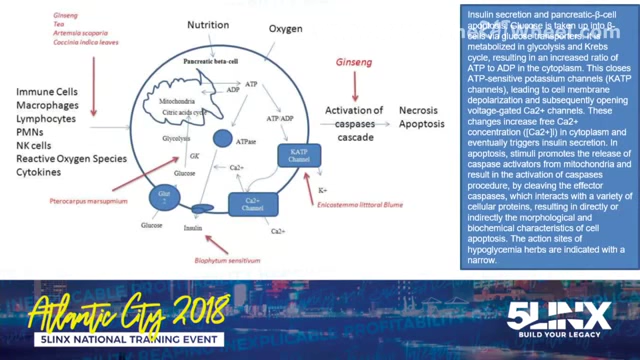 Ginseng
Tea
Artemsia scoparia
Coccinia indica leaves
Nutrition
Oxygen
Pancreatic beta-cell
Ginseng
ATP
ADP
Mitochondria
Citric acids cycle
Immune Cells
Macrophages
Lymphocytes
PMNs
NK cells
Reactive Oxygen Species
Cytokines
Activation of
caspases
cascade
Necrosis
Apoptosis
ATP/ADP
Glycolysis
ATPase
GK
KATP
Channel
Glucose
Ca2+
K+
Pterocarpus marsupmium
Glut
2
Ca2+
Channel
Enicostemma litttoral Blume
Glucose
Insulin
Ca2+
Biophytum sensitivum
Insulin secretion and pancreatic-β-cell
apoptosis. Glucose is taken up into β-
cells via glucose transporters. It is
metabolized in glycolysis and Krebs
cycle, resulting in an increased ratio of
ATP to ADP in the cytoplasm. This closes
ATP-sensitive potassium channels (KATP
channels), leading to cell membrane
depolarization and subsequently opening
voltage-gated Ca2+ channels. These
changes increase free Ca2+
concentration ([Ca2+]i) in cytoplasm and
eventually triggers insulin secretion. In
apoptosis, stimuli promotes the release of
caspase activators from mitochondria and
result in the activation of caspases
procedure, by cleaving the effector
caspases, which interacts with a variety of
cellular proteins, resulting in directly or
indirectly the morphological and
biochemical characteristics of cell
apoptosis. The action sites of
hypoglycemia herbs are indicated with a
narrow.
Atlantic City 2018
5LINX NATIONAL TRAINING EVENT
5LINX
BUILD YOUR LEGACY